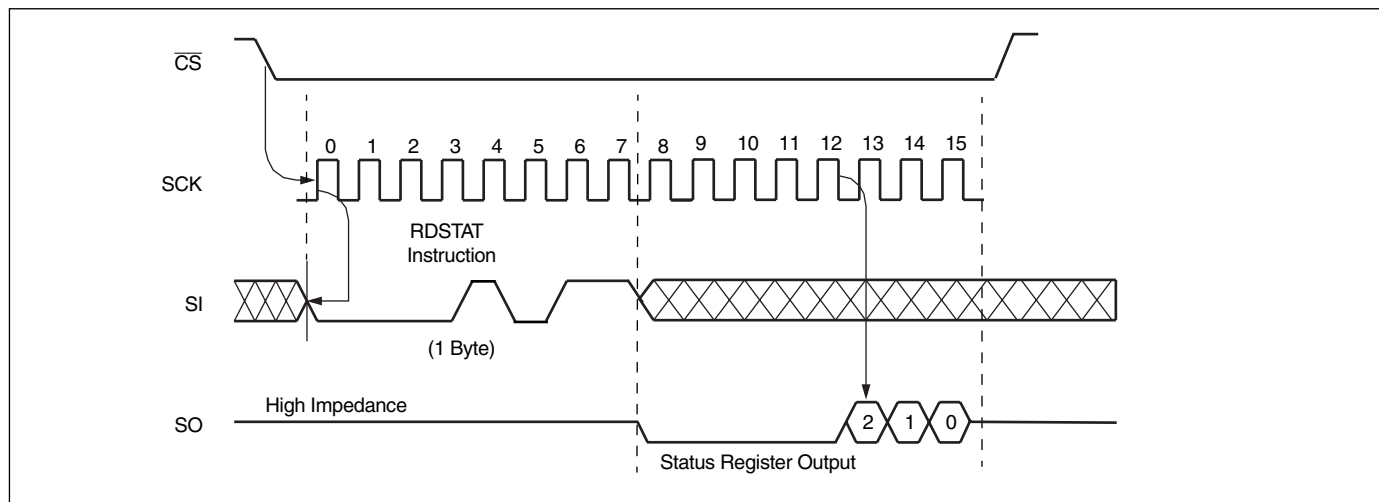 CS
SCK
0 1 2 3 4 5 6 7 8 9 10 11 12 13 14 15
RDSTAT
Instruction
SI
(1 Byte)
High Impedance
SO
2 1 0
Status Register Output